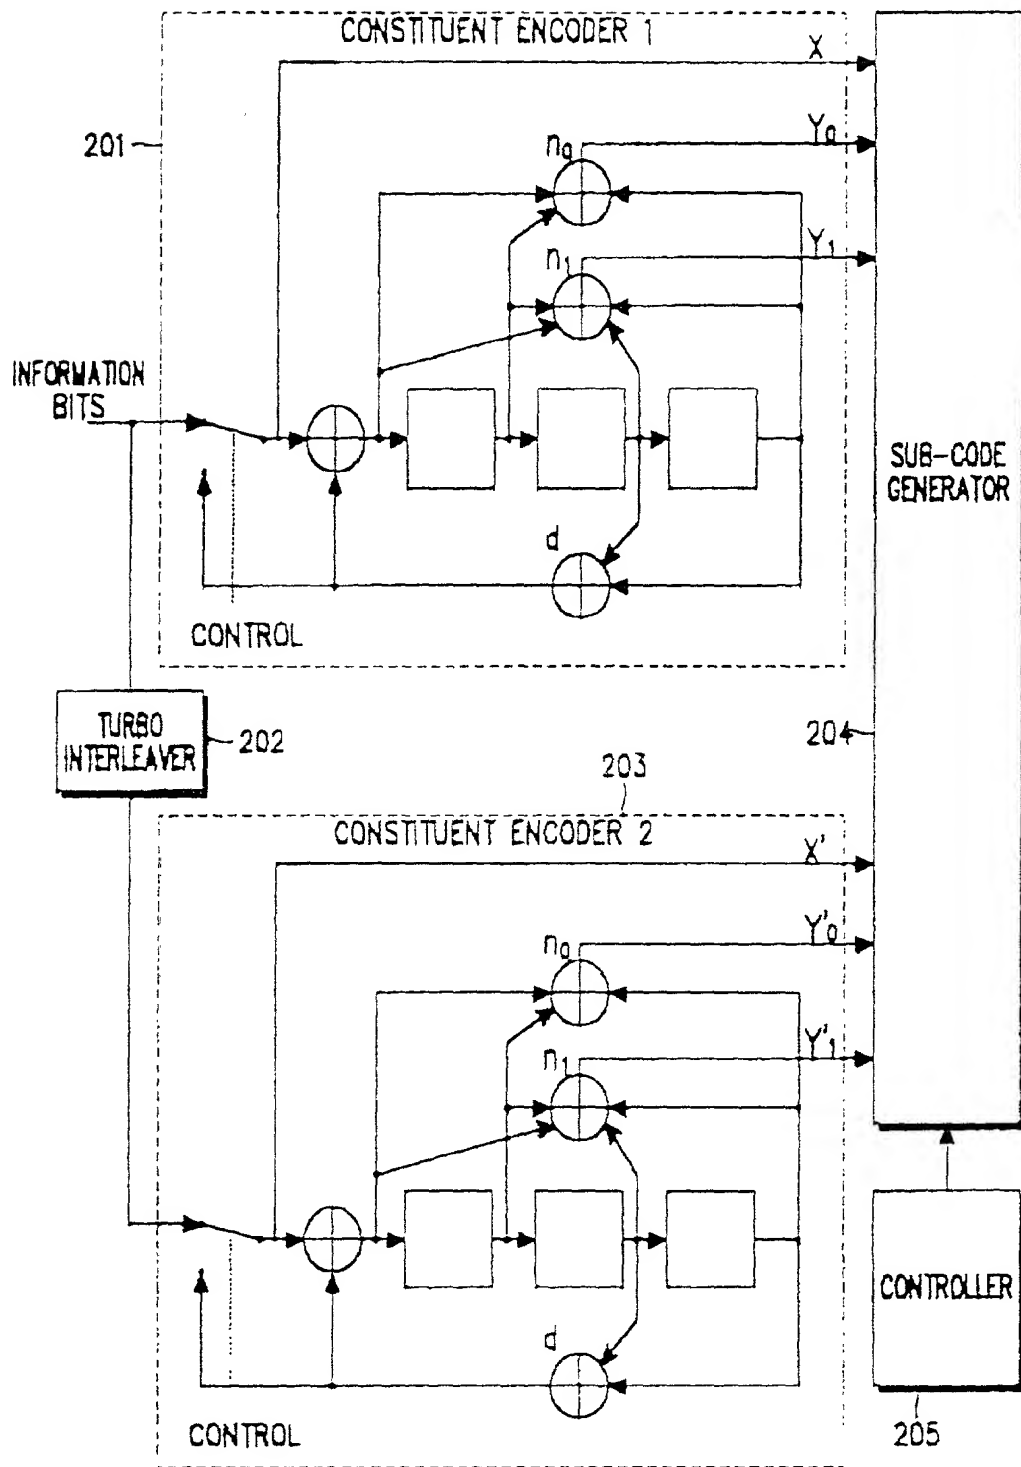 CONSTITUENT ENCODER 1
X
201
n0
Y0
n1
Y1
INFORMATION
BITS
SUB-CODE
GENERATOR
d
CONTROL
TURBO
INTERLEAVER
202
204
203
CONSTITUENT ENCODER 2
X'
n0
Y'0
n1
Y'1
CONTROLLER
d
CONTROL
205